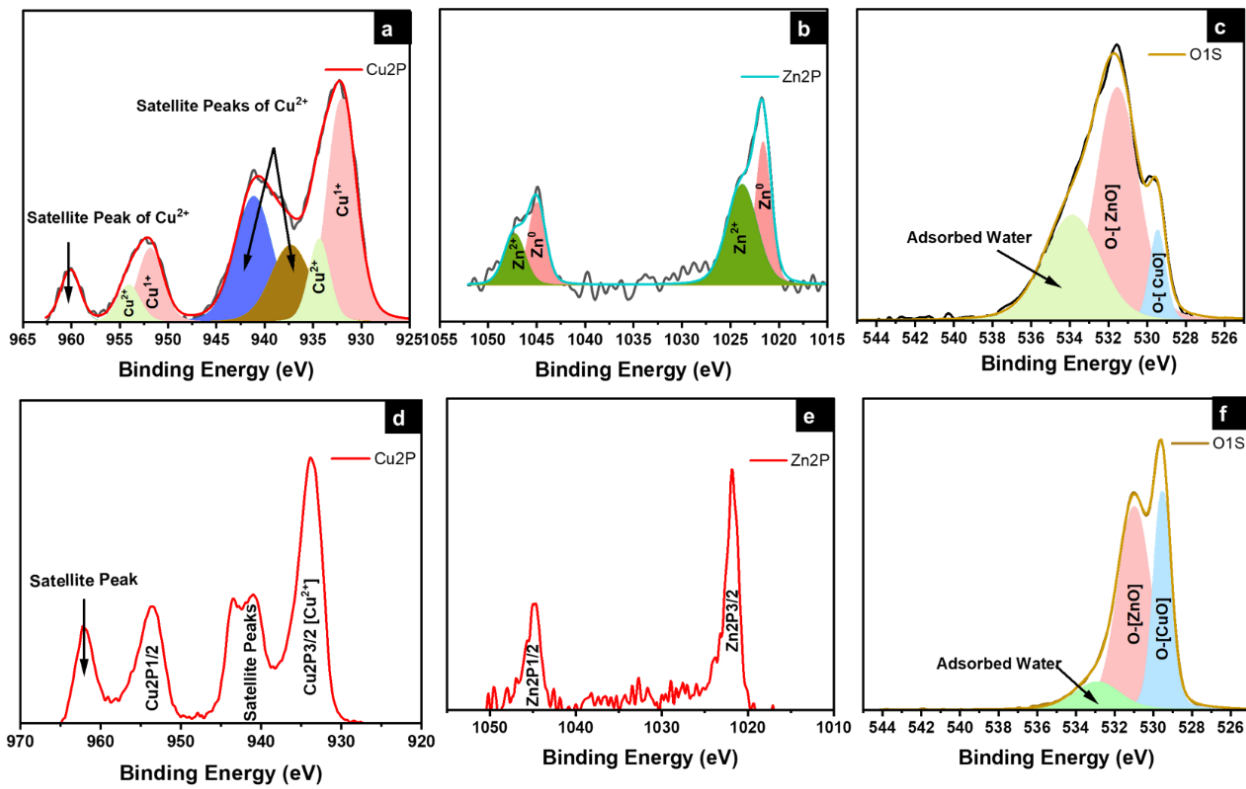 a
Cu2P
Satellite Peaks of Cu²⁺
Satellite Peak of Cu²⁺
Cu²⁺
Cu¹⁺
Cu²⁺
Cu¹⁺
965 960 955 950 945 940 935 930 925
Binding Energy (eV)
b
Zn2P
Zn²⁺
Zn⁰
Zn²⁺
Zn⁰
1055 1050 1045 1040 1035 1030 1025 1020 1015
Binding Energy (eV)
c
O1S
Adsorbed Water
O-[ ZnO]
O-[ CuO]
544 542 540 538 536 534 532 530 528 526
Binding Energy (eV)
d
Cu2P
Satellite Peak
Cu2P1/2
Satellite Peaks
Cu2P3/2 [Cu²⁺]
970 960 950 940 930 920
Binding Energy (eV)
e
Zn2P
Zn2P1/2
Zn2P3/2
1050 1040 1030 1020 1010
Binding Energy (eV)
f
O1S
Adsorbed Water
O-[ZnO]
O-[CuO]
544 542 540 538 536 534 532 530 528 526
Binding Energy (eV)